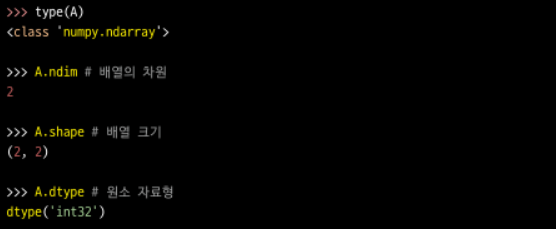 >>> type(A)
<class 'numpy.ndarray'>
>>> A.ndim # 배열의 차원
2
>>> A.shape # 배열 크기
(2, 2)
>>> A.dtype # 원소 자료형
dtype('int32')